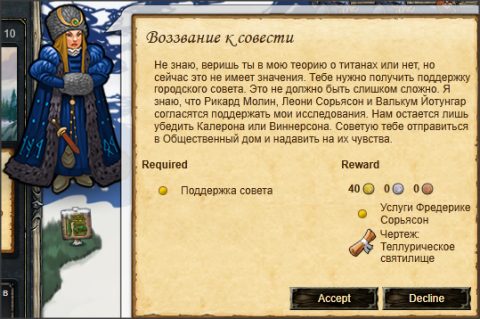 10
Воззвание к совести
Не знаю, веришь ты в мою теорию о титанах или нет, но
сейчас это не имеет значения. Тебе нужно получить поддержку
городского совета. Это не должно быть слишком сложно. Я
знаю, что Рикард Молин, Леони Сорьясон и Валькум Йотунгар
согласятся поддержать мои исследования. Нам остается лишь
убедить Калерона или Виннерсона. Советую тебе отправиться
в Общественный дом и надавить на их чувства.
Required
Reward
Поддержка совета
40 0 0
Услуги Фредерике
Сорьясон
Чертеж:
Теллурическое
святилище
в
Accept
Decline